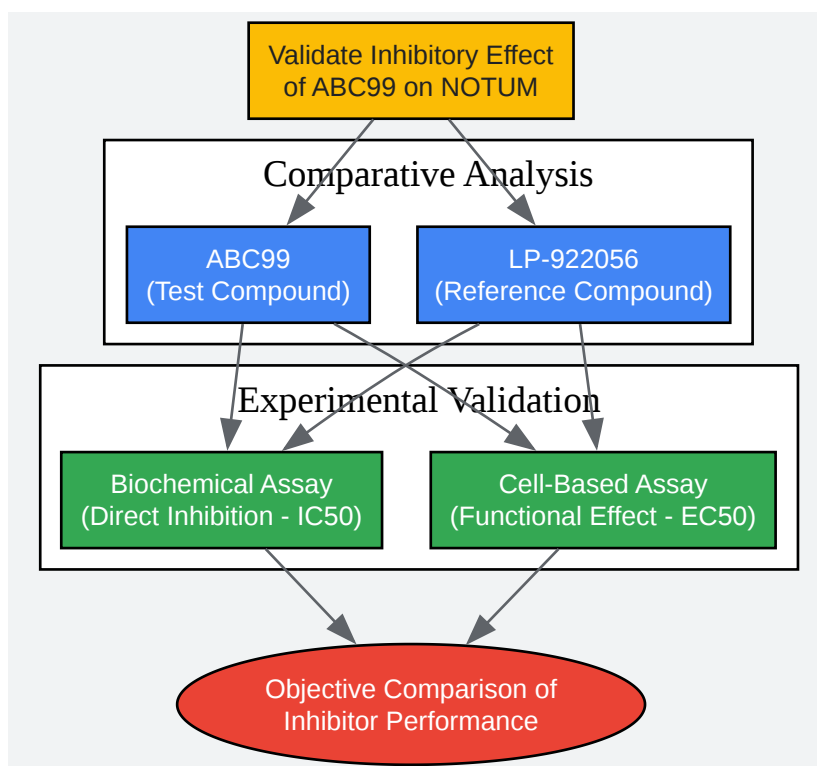 Validate Inhibitory Effect
of ABC99 on NOTUM
Comparative Analysis
ABC99
(Test Compound)
LP-922056
(Reference Compound)
Experimental Validation
Biochemical Assay
(Direct Inhibition - IC50)
Cell-Based Assay
(Functional Effect - EC50)
Objective Comparison of
Inhibitor Performance